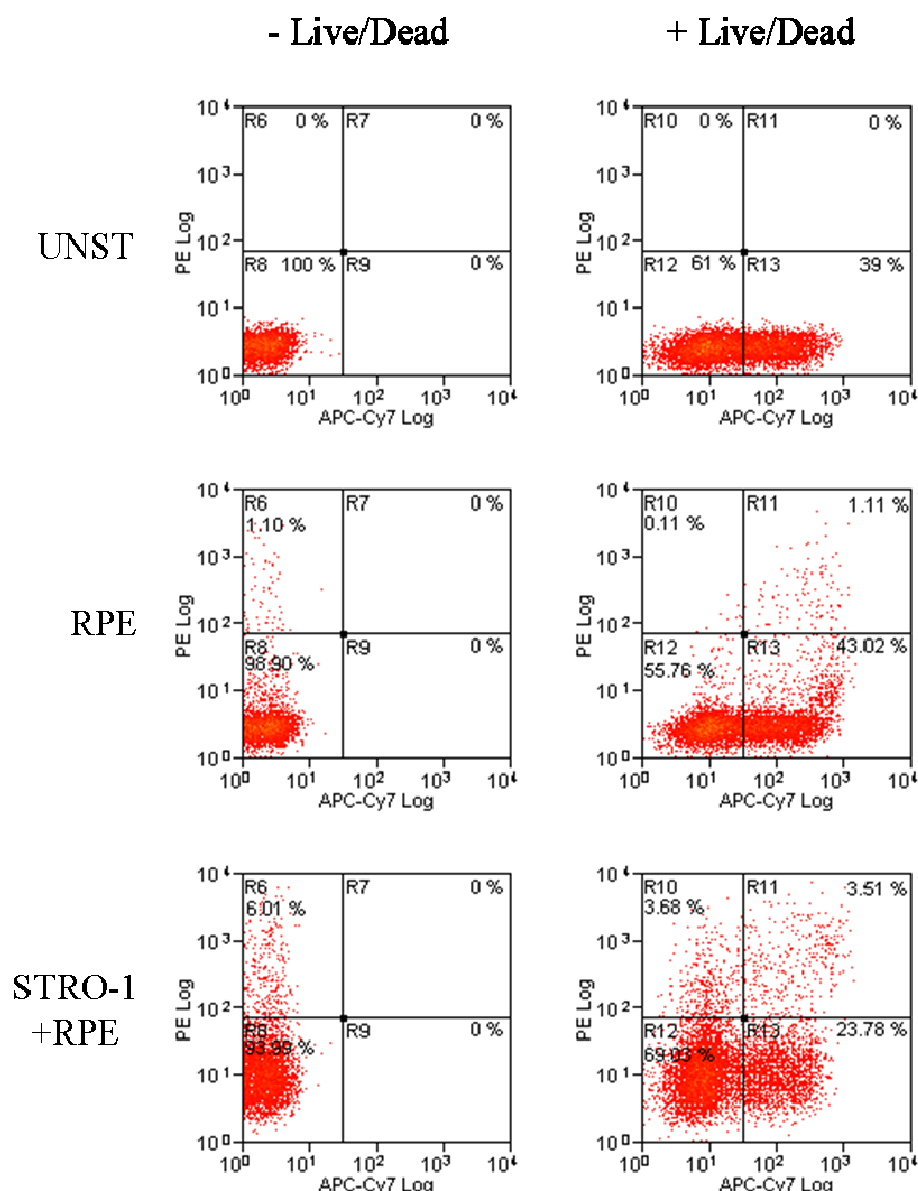 - Live/Dead + Live/Dead
10⁴ R6 0 % R7 0 % 10⁴ R10 0 % R11 0 %
10³ 10³
UNST PE Log 10² PE Log 10²
R8 100 % R9 0 % R12 61 % R13 39 %
10¹ 10¹
10⁰ 10⁰
10⁰ 10¹ 10² 10³ 10⁴ 10⁰ 10¹ 10² 10³ 10⁴
APC-Cy7 Log APC-Cy7 Log
10⁴ R6 R7 0 % 10⁴ R10 R11 1.11 %
1.10 % 0.11 %
10³ 10³
RPE PE Log 10² PE Log 10²
R8 R9 0 % R12 R13 43.02 %
98.90 % 55.76 %
10¹ 10¹
10⁰ 10⁰
10⁰ 10¹ 10² 10³ 10⁴ 10⁰ 10¹ 10² 10³ 10⁴
APC-Cy7 Log APC-Cy7 Log
10⁴ R6 R7 0 % 10⁴ R10 R11 3.51 %
6.01 % 3.68 %
10³ 10³
STRO-1 PE Log 10² PE Log 10²
+RPE R8 R9 0 % R12 R13 23.78 %
93.99 % 69.03 %
10¹ 10¹
10⁰ 10⁰
10⁰ 10¹ 10² 10³ 10⁴ 10⁰ 10¹ 10² 10³ 10⁴
APC-Cy7 Log APC-Cy7 Log